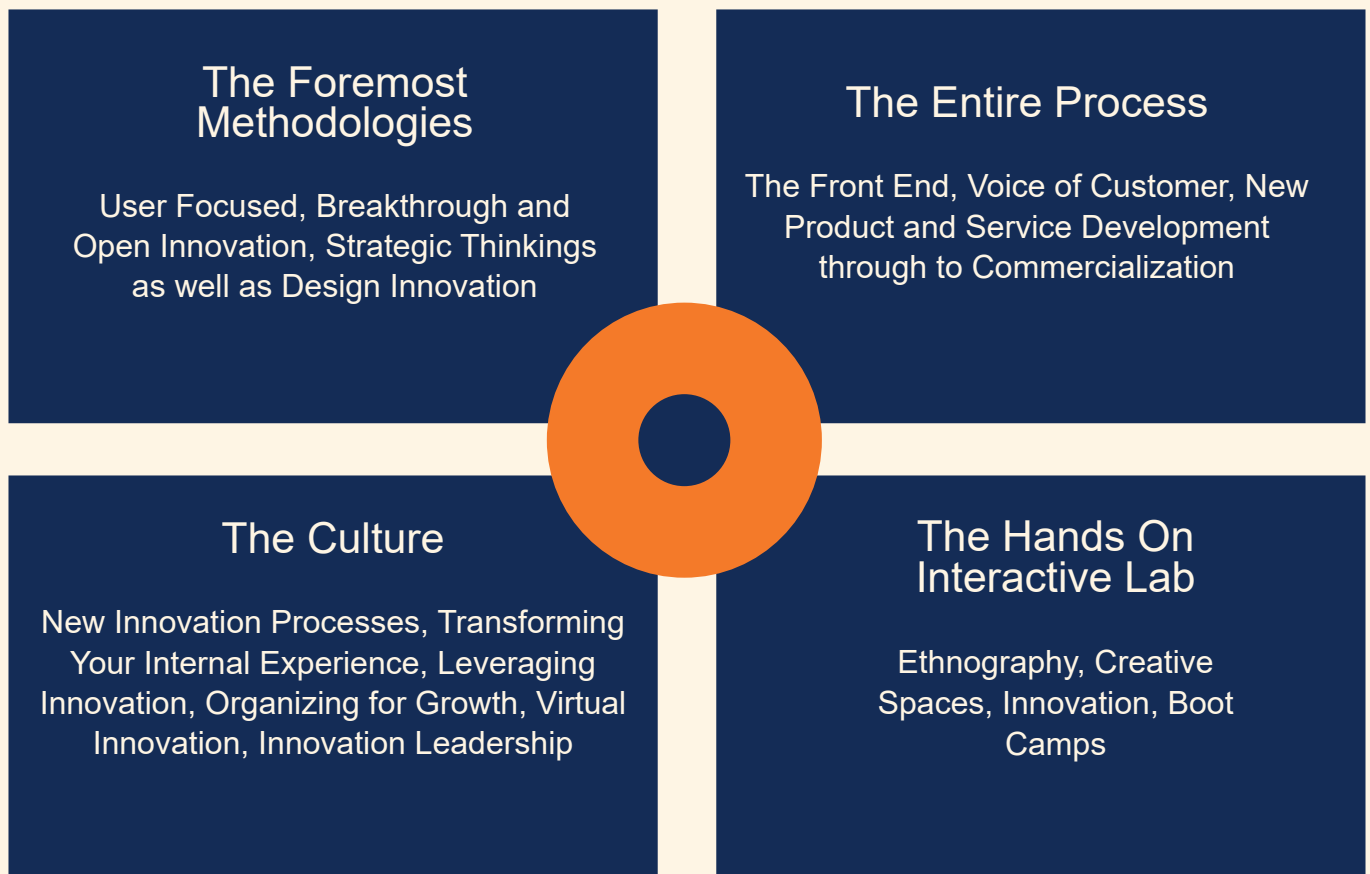 The Foremost
Methodologies
User Focused, Breakthrough and
Open Innovation, Strategic Thinkings
as well as Design Innovation
The Entire Process
The Front End, Voice of Customer, New
Product and Service Development
through to Commercialization
The Culture
New Innovation Processes, Transforming
Your Internal Experience, Leveraging
Innovation, Organizing for Growth, Virtual
Innovation, Innovation Leadership
The Hands On
Interactive Lab
Ethnography, Creative
Spaces, Innovation, Boot
Camps